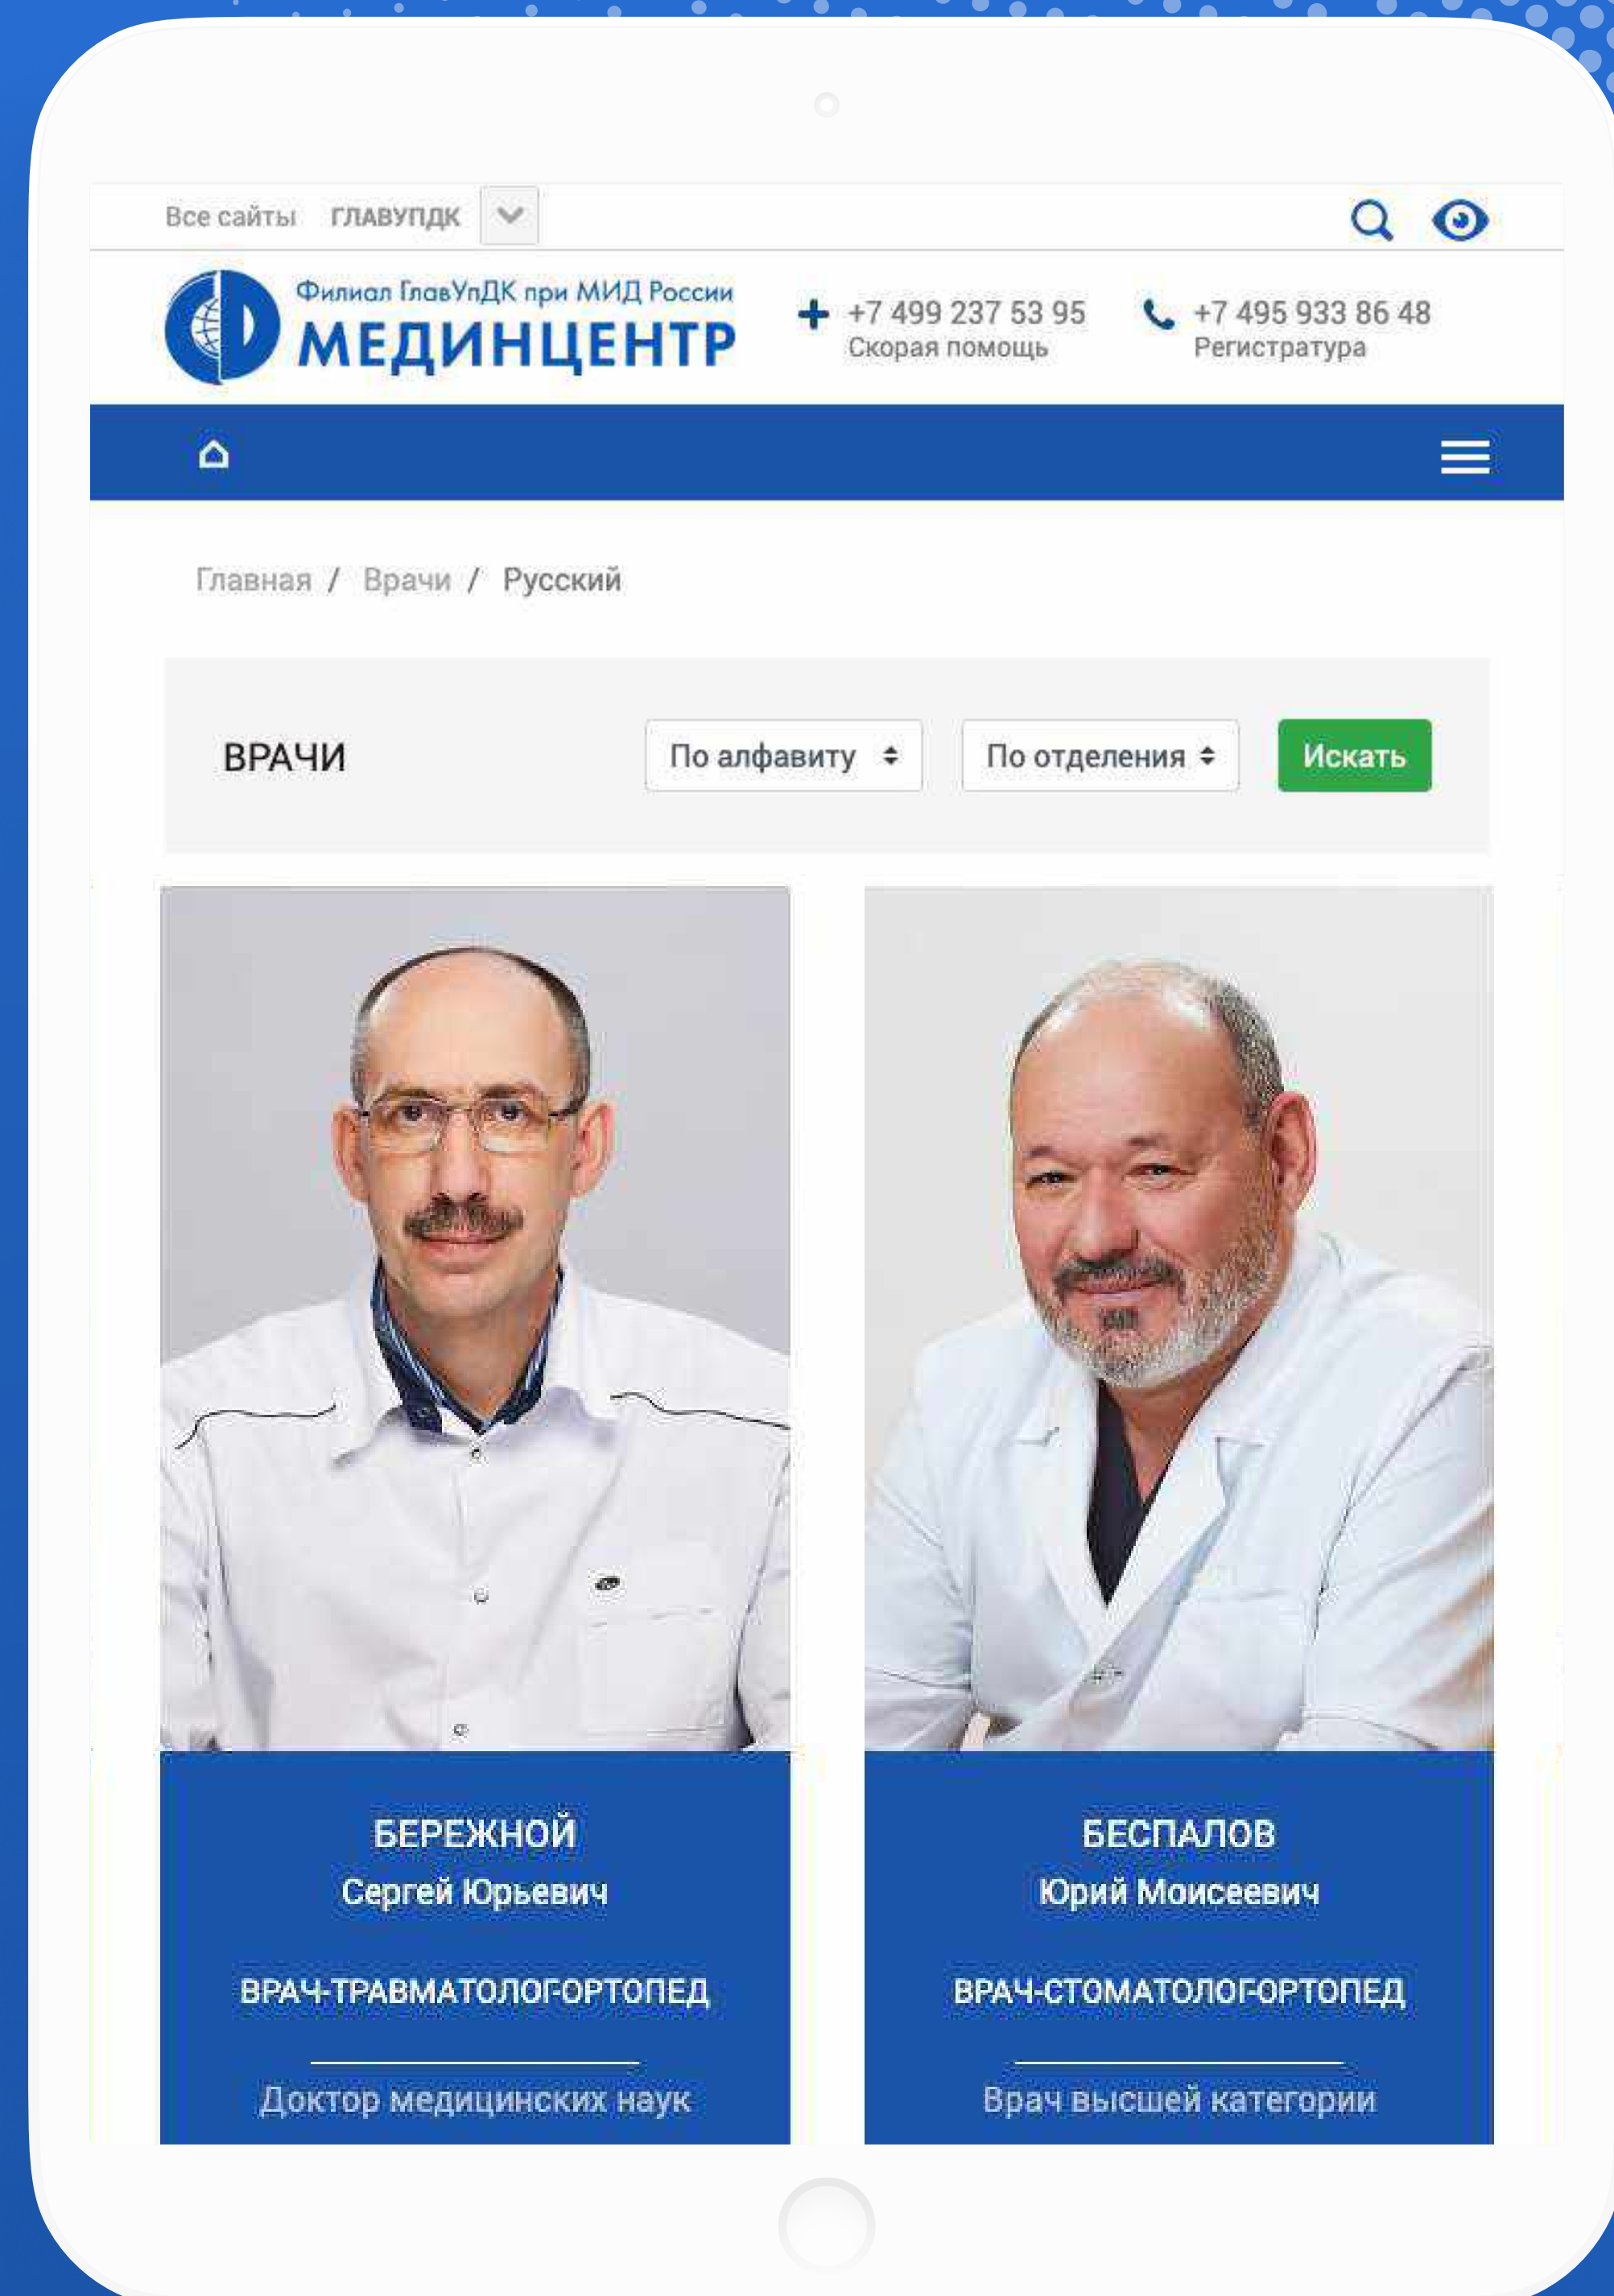 Все сайты ГЛАВУПДК
Филиал ГлавУпДК при МИД России
МЕДИНЦЕНТР
+7 499 237 53 95
Скорая помощь
+7 495 933 86 48
Регистратура
Главная / Врачи / Русский
ВРАЧИ
По алфавиту
По отделения
Искать
БЕРЕЖНОЙ
Сергей Юрьевич
ВРАЧ-ТРАВМАТОЛОГ-ОРТОПЕД
Доктор медицинских наук
БЕСПАЛОВ
Юрий Моисеевич
ВРАЧ-СТОМАТОЛОГ-ОРТОПЕД
Врач высшей категории